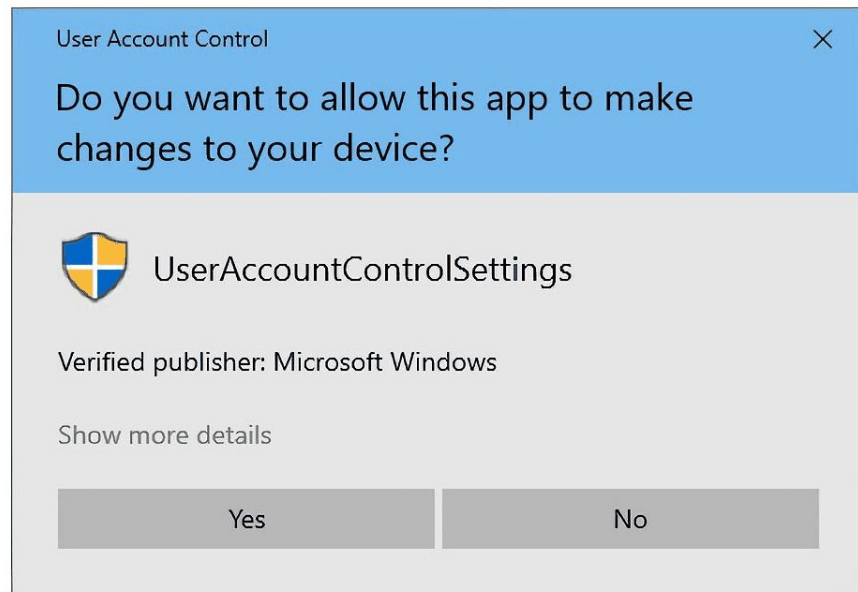 User Account Control
Do you want to allow this app to make
changes to your device?
UserAccountControlSettings
Verified publisher: Microsoft Windows
Show more details
Yes
No